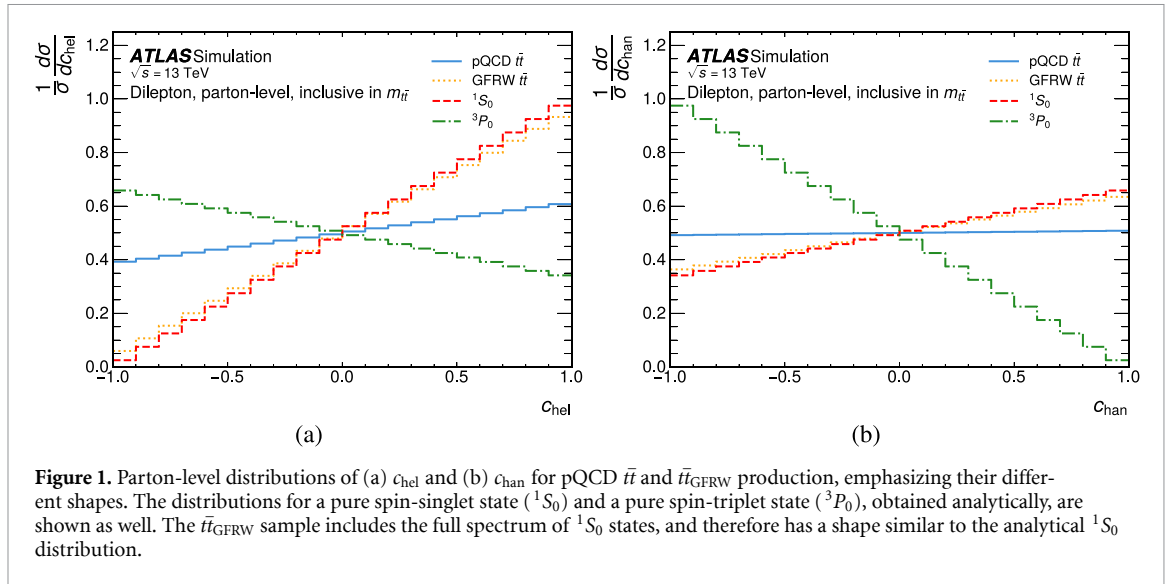 1/σ dσ/dc_hel
ATLAS Simulation
√s = 13 TeV
Dilepton, parton-level, inclusive in m_tt̄
pQCD tt̄
GFRW tt̄
¹S₀
³P₀
1.2
1.0
0.8
0.6
0.4
0.2
0.0
−1.0 −0.5 0.0 0.5 1.0
c_hel
(a)
1/σ dσ/dc_han
ATLAS Simulation
√s = 13 TeV
Dilepton, parton-level, inclusive in m_tt̄
pQCD tt̄
GFRW tt̄
¹S₀
³P₀
1.2
1.0
0.8
0.6
0.4
0.2
0.0
−1.0 −0.5 0.0 0.5 1.0
c_han
(b)
Figure 1. Parton-level distributions of (a) c_hel and (b) c_han for pQCD tt̄ and tt̄_GFRW production, emphasizing their differ-
ent shapes. The distributions for a pure spin-singlet state (¹S₀) and a pure spin-triplet state (³P₀), obtained analytically, are
shown as well. The tt̄_GFRW sample includes the full spectrum of ¹S₀ states, and therefore has a shape similar to the analytical ¹S₀
distribution.